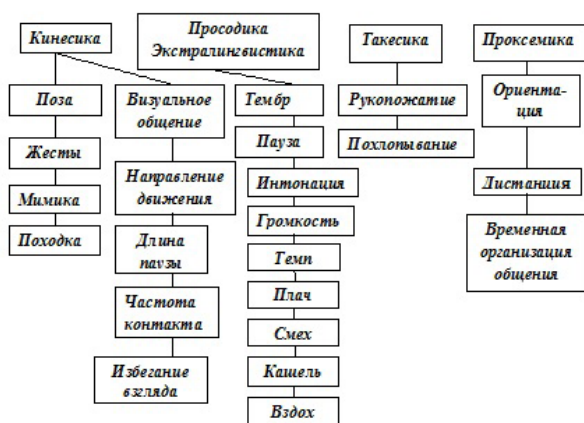 Кинесика
Поза
Жесты
Мимика
Походка
Визуальное
общение
Направление
движения
Длина
паузы
Частота
контакта
Избегание
взгляда
Просодика
Экстралингвистика
Тембр
Пауза
Интонация
Громкость
Темп
Плач
Смех
Кашель
Вздох
Такесика
Рукопожатие
Похлопывание
Проксемика
Ориента-
ция
Дистанция
Временная
организация
общения